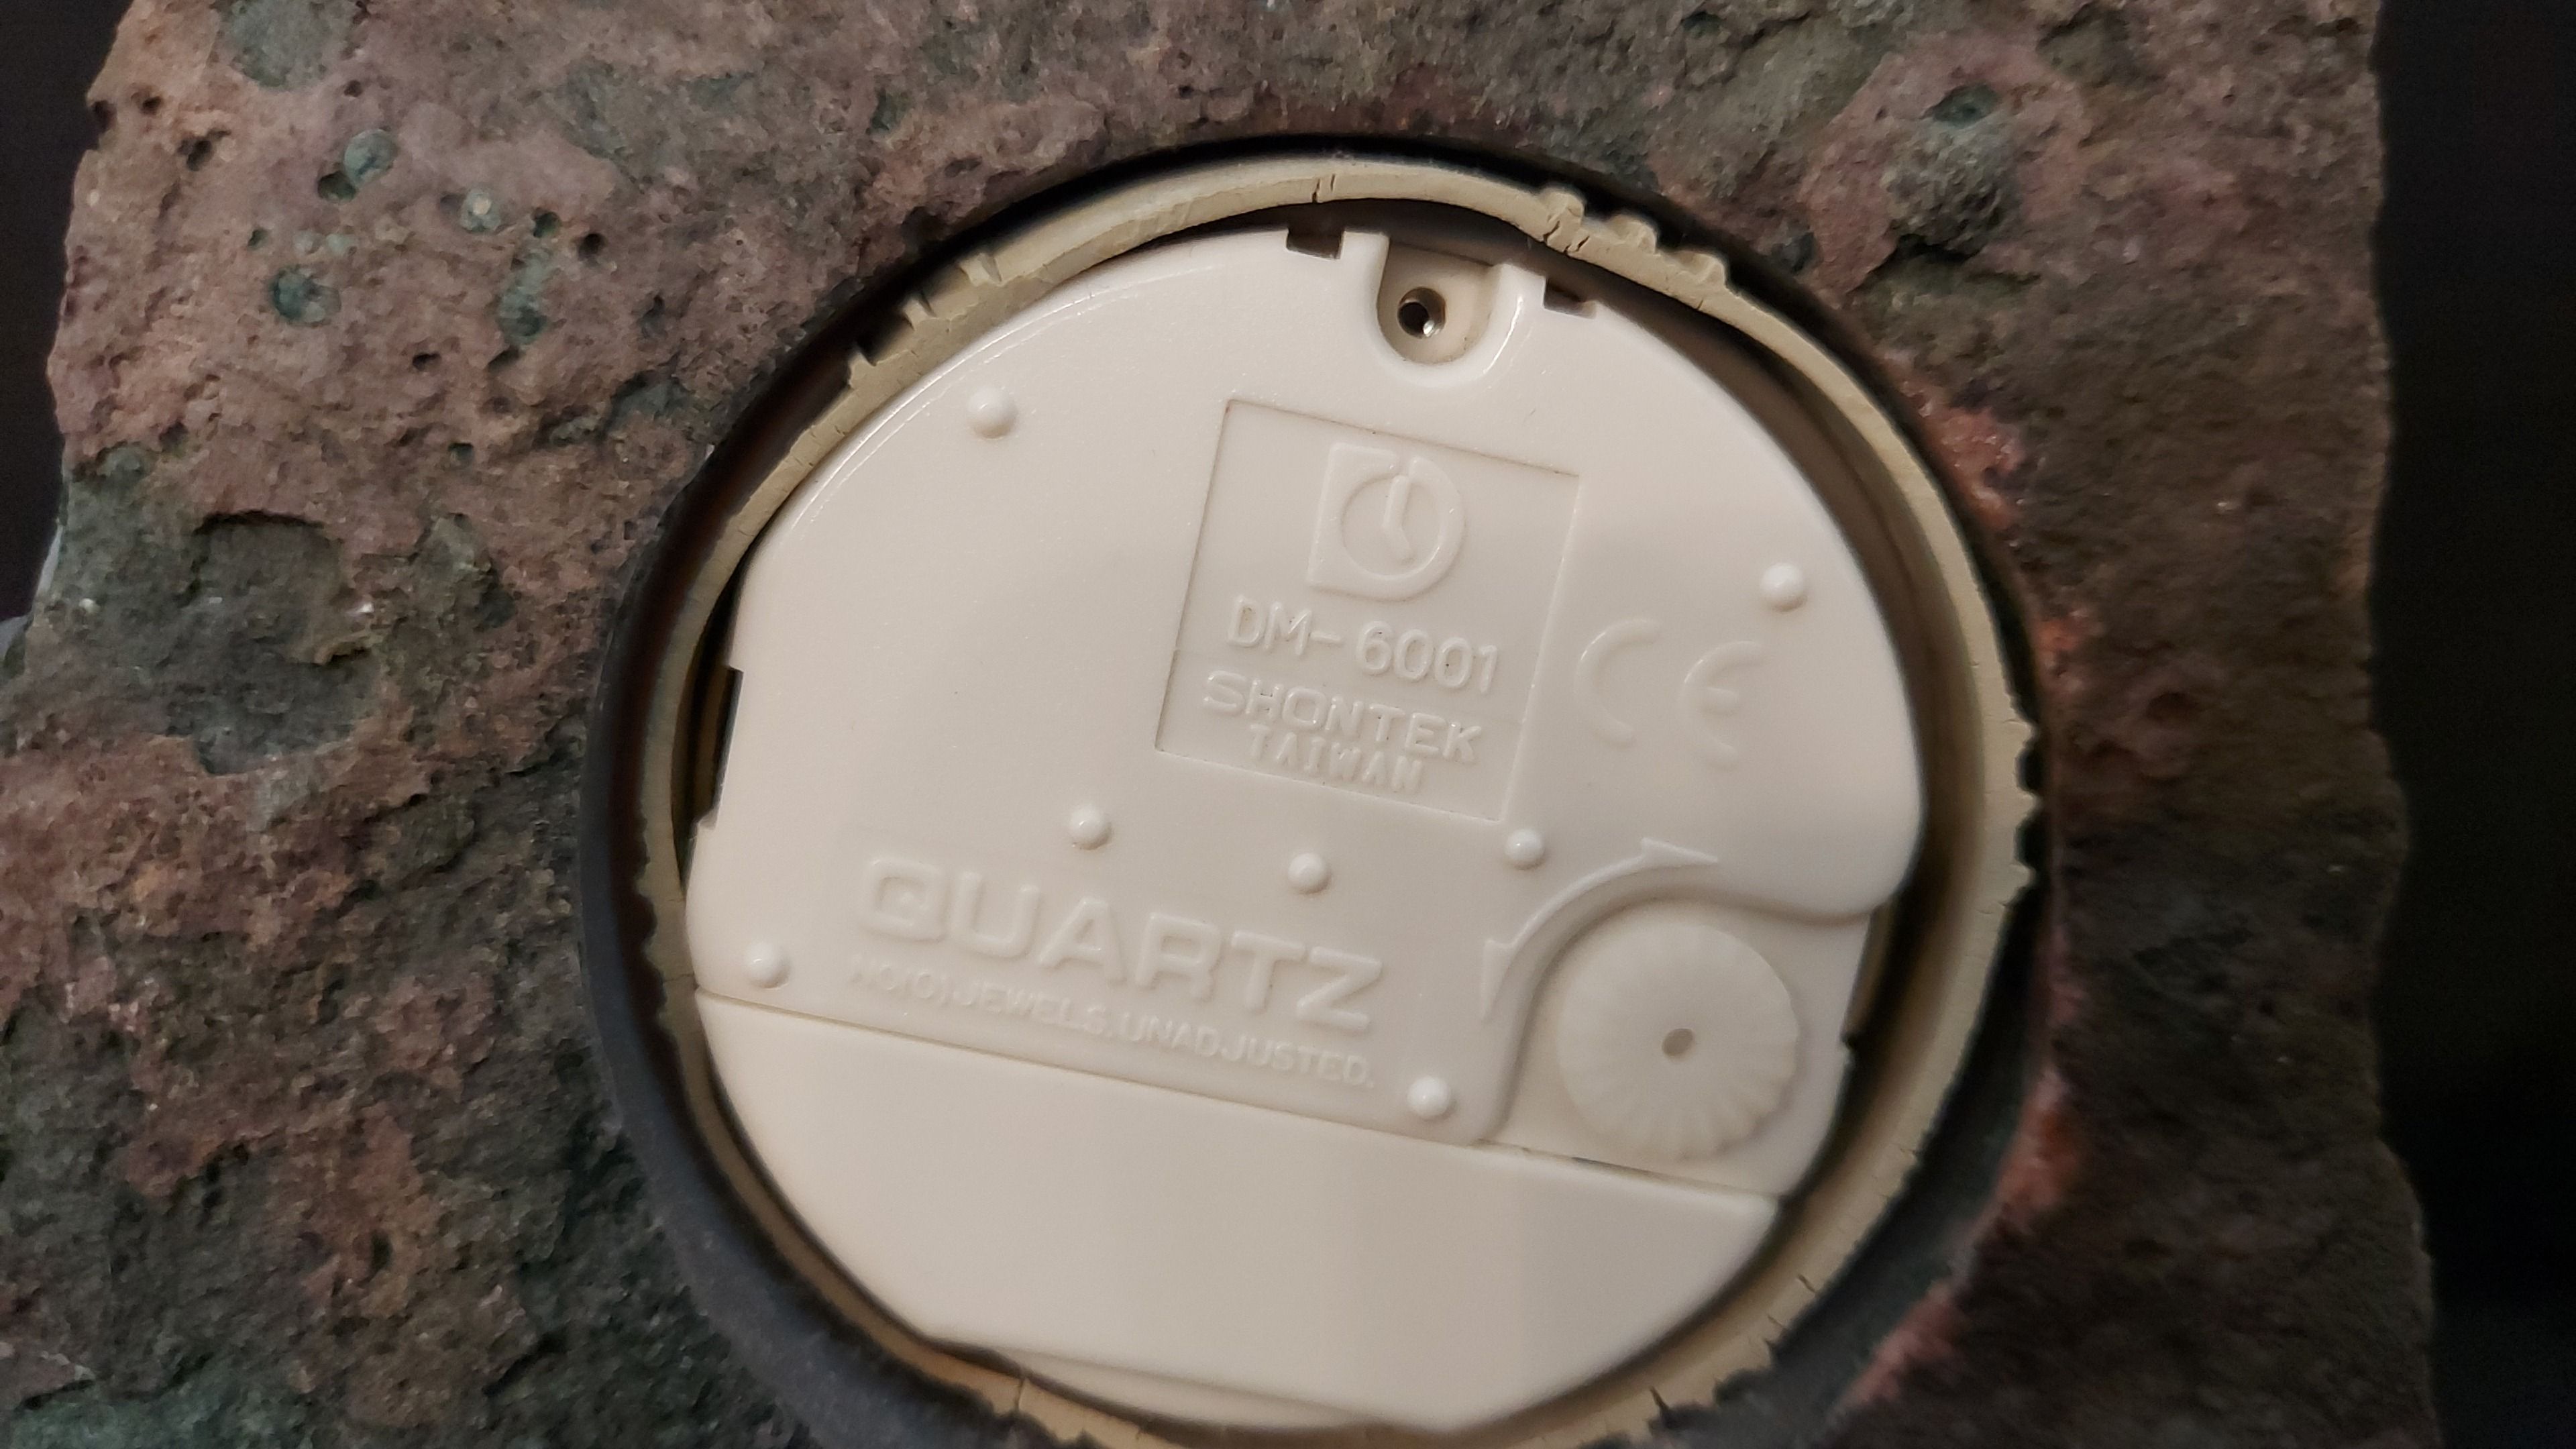 DM-6001
SHONTEK
TAIWAN
CE
QUARTZ
NO(0)JEWELS.UNADJUSTED.